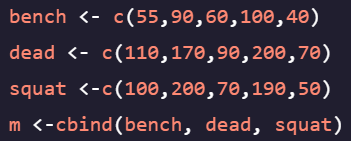 bench <- c(55,90,60,100,40)
dead <- c(110,170,90,200,70)
squat <-c(100,200,70,190,50)
m <-cbind(bench, dead, squat)